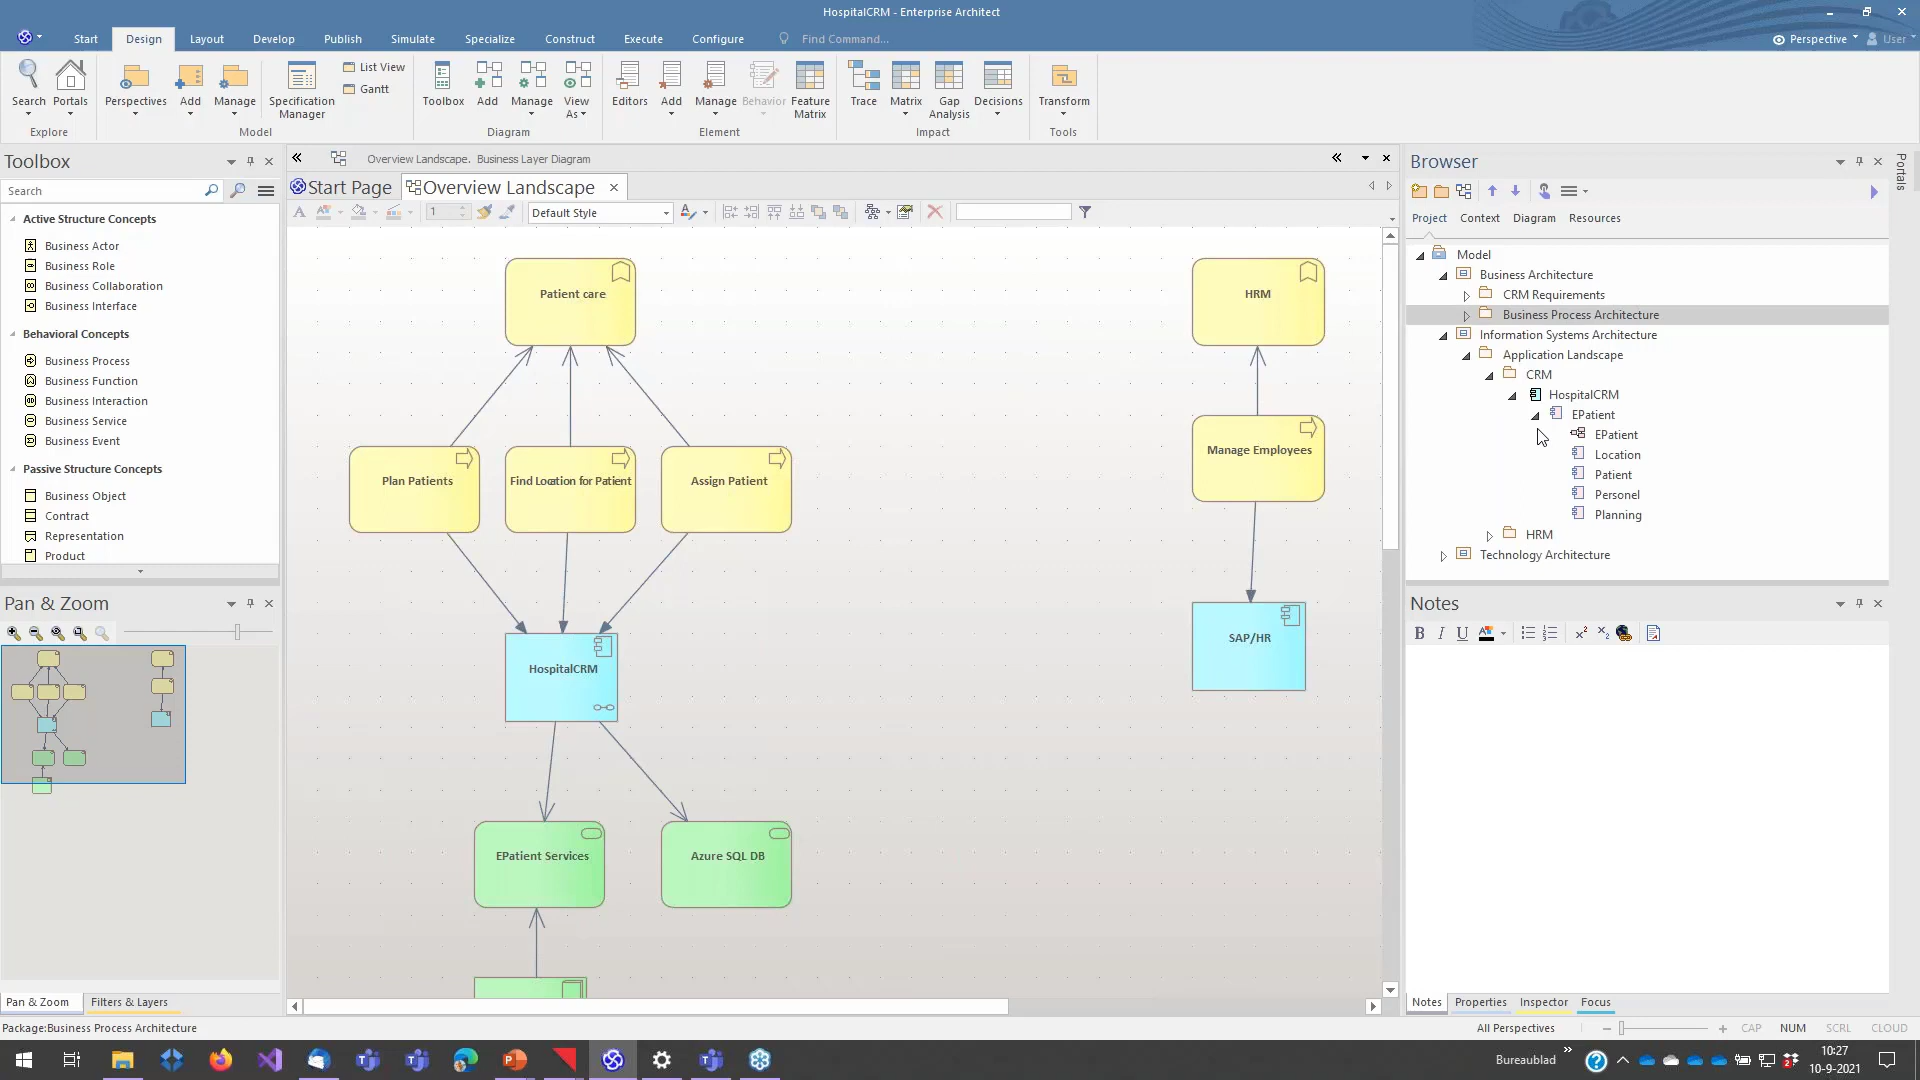 HospitalCRM - Enterprise Architect
Start
Design
Layout
Develop
Publish
Simulate
Specialize
Construct
Execute
Configure
Find Command...
Perspective
User
Search
Portals
Explore
Perspectives
Add
Manage
Specification
Manager
List View
Gantt
Model
Toolbox
Add
Manage
View
As
Diagram
Editors
Add
Manage
Behavior
Feature
Matrix
Element
Trace
Matrix
Gap
Analysis
Decisions
Impact
Transform
Tools
Toolbox
Search
Active Structure Concepts
Business Actor
Business Role
Business Collaboration
Business Interface
Behavioral Concepts
Business Process
Business Function
Business Interaction
Business Service
Business Event
Passive Structure Concepts
Business Object
Contract
Representation
Product
Pan & Zoom
Pan & Zoom
Filters & Layers
Overview Landscape. Business Layer Diagram
Start Page
Overview Landscape
1
Default Style
Patient care
HRM
Plan Patients
Find Location for Patient
Assign Patient
Manage Employees
HospitalCRM
SAP/HR
EPatient Services
Azure SQL DB
Browser
Portals
Project
Context
Diagram
Resources
Model
Business Architecture
CRM Requirements
Business Process Architecture
Information Systems Architecture
Application Landscape
CRM
HospitalCRM
EPatient
EPatient
Location
Patient
Personel
Planning
HRM
Technology Architecture
Notes
B I U A
Notes
Properties
Inspector
Focus
Package:Business Process Architecture
All Perspectives
CAP
NUM
SCRL
CLOUD
Bureaublad
10:27
10-9-2021